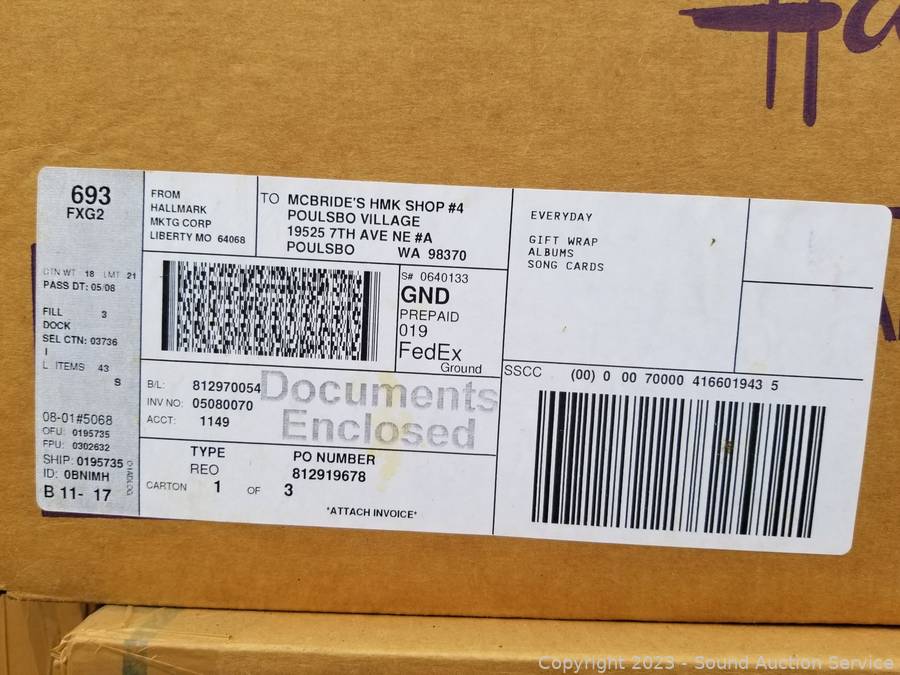 693
FXG2
CTN WT 18 LMT 21
PASS DT: 05/08
FILL 3
DOCK
SEL CTN: 03736
I
L ITEMS 43
S
08-01#5068
OFU: 0195735
FPU: 0302632
SHIP: 0195735
ID: 0BNIMH
B 11- 17
FROM
HALLMARK
MKTG CORP
LIBERTY MO 64068
TO MCBRIDE'S HMK SHOP #4
POULSBO VILLAGE
19525 7TH AVE NE #A
POULSBO WA 98370
S# 0640133
GND
PREPAID
019
FedEx
Ground
B/L: 812970054
INV NO: 05080070
ACCT: 1149
Documents
Enclosed
TYPE PO NUMBER
REO 812919678
CARTON 1 OF 3
*ATTACH INVOICE*
EVERYDAY
GIFT WRAP
ALBUMS
SONG CARDS
SSCC (00) 0 00 70000 416601943 5
Copyright 2023 - Sound Auction Service